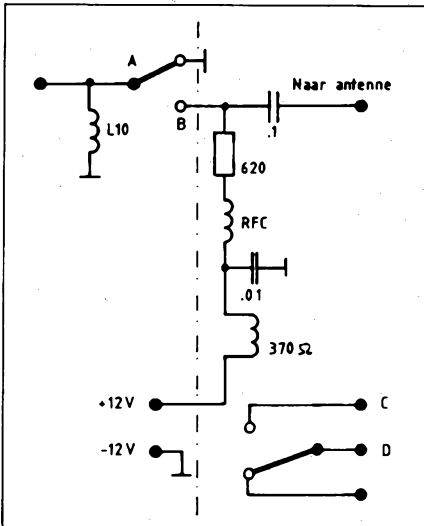 A
Naar antenne
L10
B
.1
620
RFC
.01
370 Ω
+12V
C
-12V
D